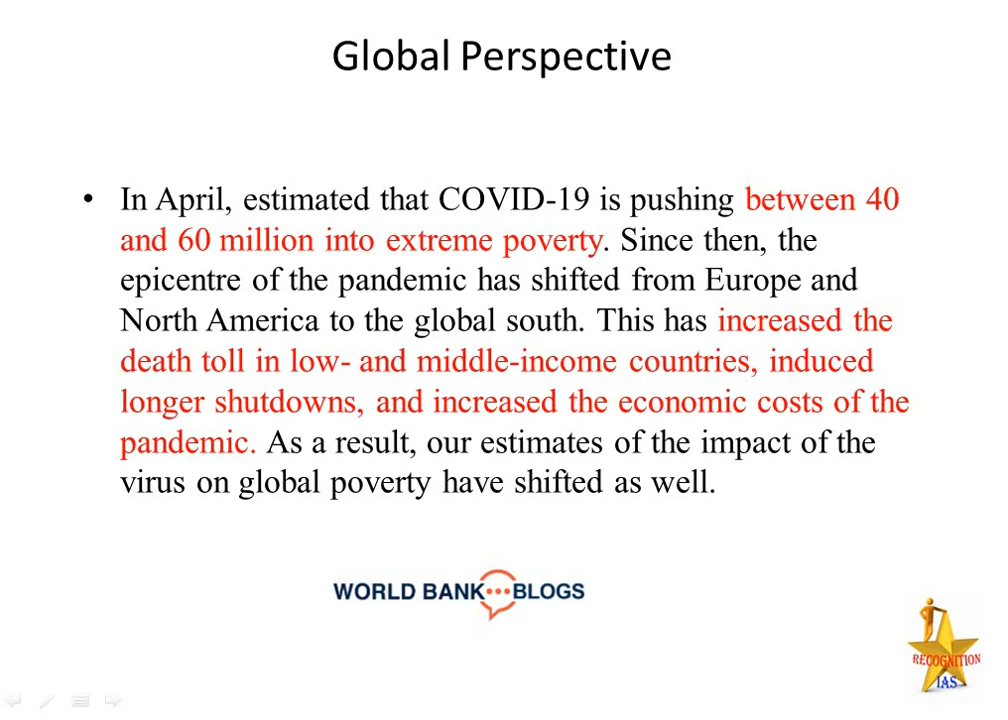 Global Perspective
• In April, estimated that COVID-19 is pushing between 40
and 60 million into extreme poverty. Since then, the
epicentre of the pandemic has shifted from Europe and
North America to the global south. This has increased the
death toll in low- and middle-income countries, induced
longer shutdowns, and increased the economic costs of the
pandemic. As a result, our estimates of the impact of the
virus on global poverty have shifted as well.
WORLD BANK BLOGS
RECOGNITION
IAS